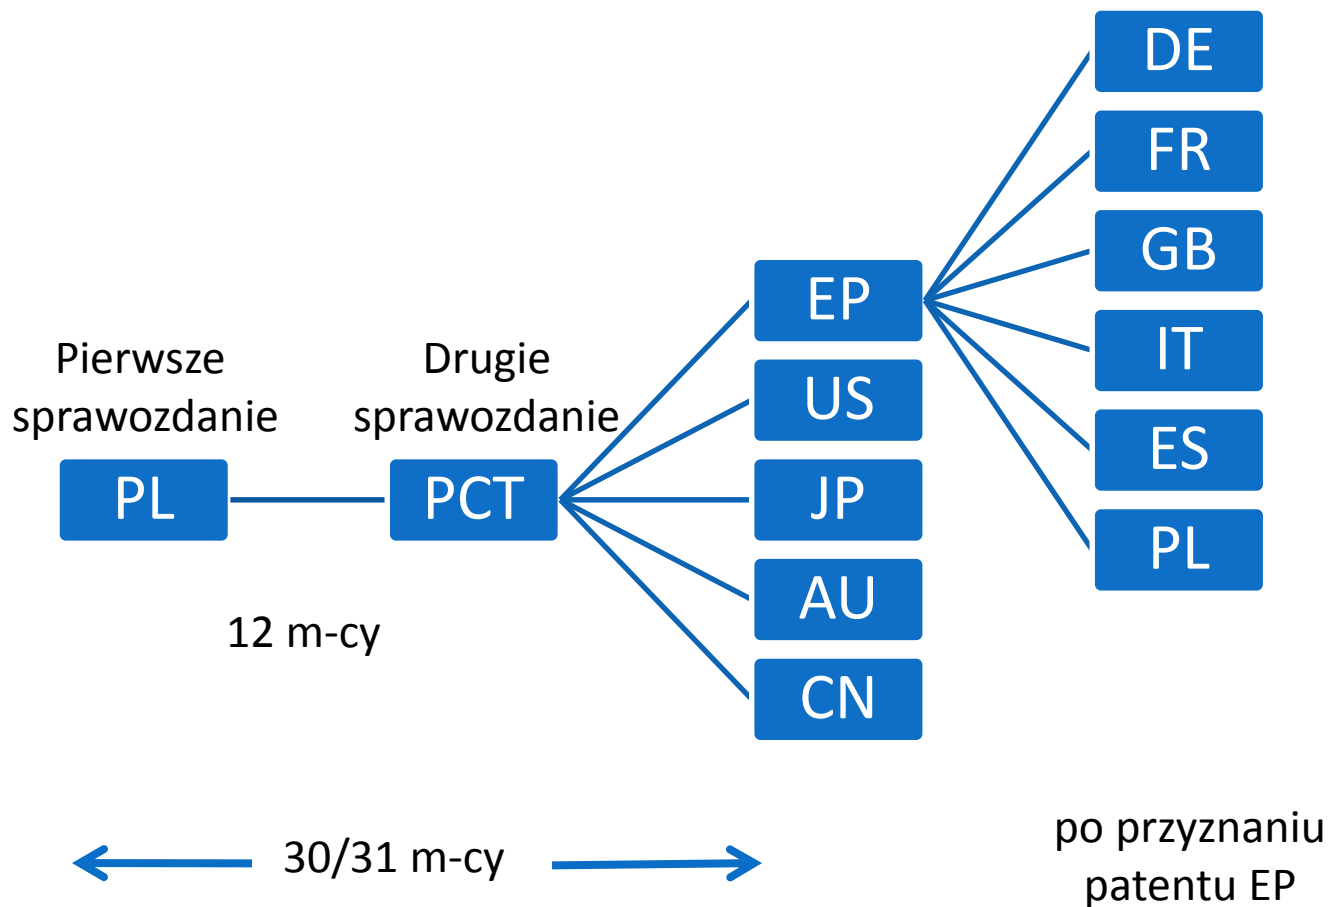 Pierwsze
sprawozdanie
PL
12 m-cy
Drugie
sprawozdanie
PCT
EP
US
JP
AU
CN
DE
FR
GB
IT
ES
PL
30/31 m-cy
po przyznaniu
patentu EP